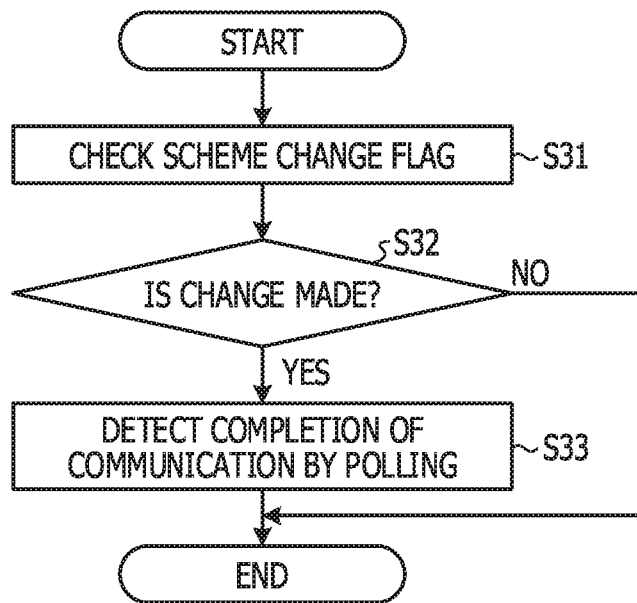 START
CHECK SCHEME CHANGE FLAG
S31
S32
IS CHANGE MADE?
NO
YES
DETECT COMPLETION OF
COMMUNICATION BY POLLING
S33
END